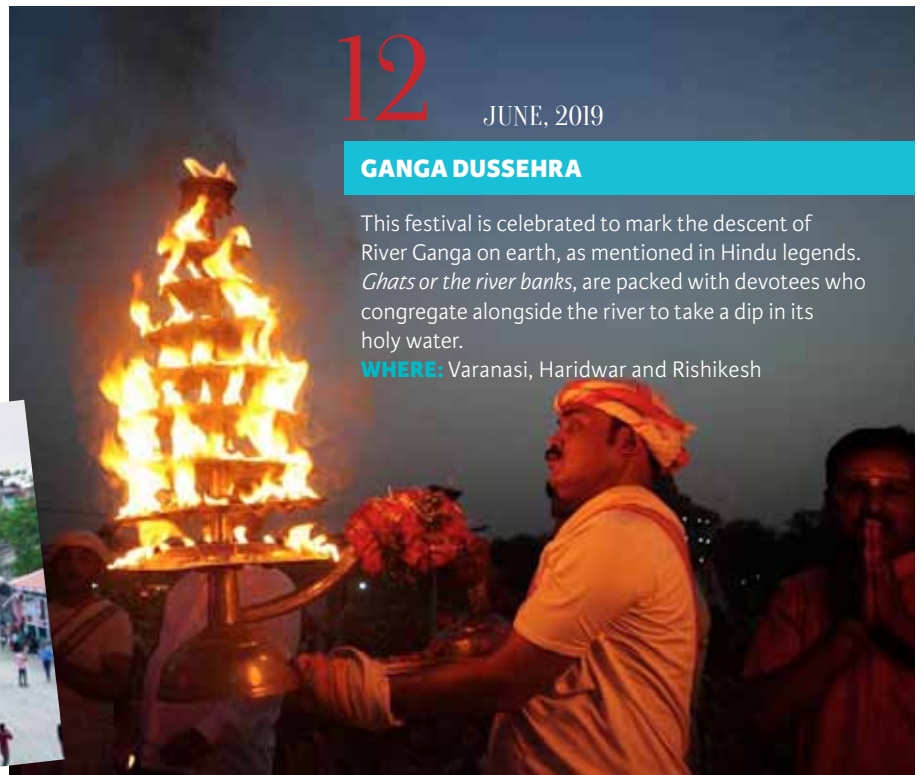 12
JUNE, 2019
GANGA DUSSEHRA
This festival is celebrated to mark the descent of
River Ganga on earth, as mentioned in Hindu legends.
Ghats or the river banks, are packed with devotees who
congregate alongside the river to take a dip in its
holy water.
WHERE: Varanasi, Haridwar and Rishikesh